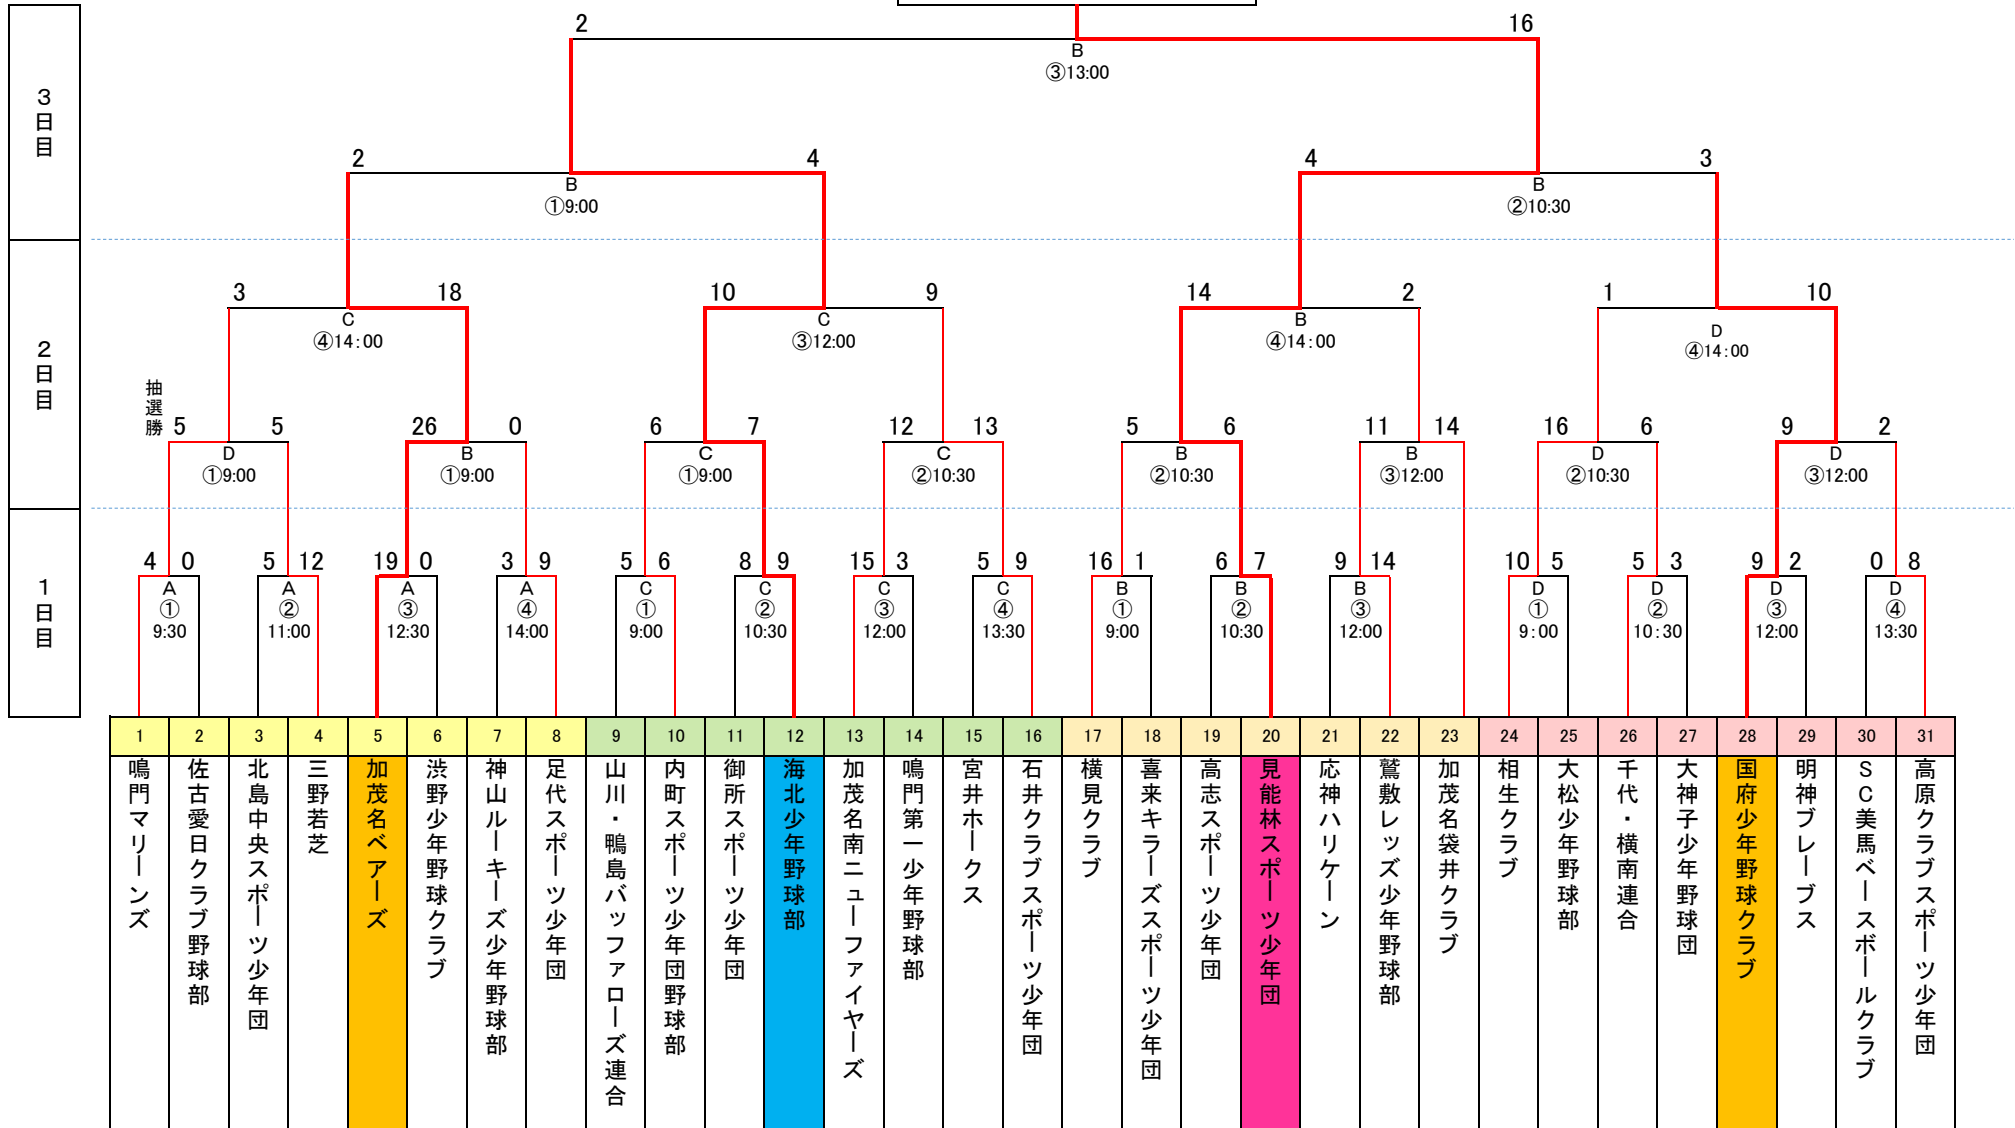 2 16
B
③13:00
3日目
2 4 4 3
B B
①9:00 ②10:30
2日目
3 18 10 9 14 2 1 10
C C B D
④14:00 ③12:00 ④14:00 ④14:00
抽選勝
5 5 26 0 6 7 12 13 5 6 11 14 16 6 9 2
D B C C B B D D
①9:00 ①9:00 ①9:00 ②10:30 ②10:30 ③12:00 ②10:30 ③12:00
1日目
4 0 5 12 19 0 3 9 5 6 8 9 15 3 5 9 16 1 6 7 9 14 10 5 5 3 9 2 0 8
A A A A C C C C B B B D D D D
① ② ③ ④ ① ② ③ ④ ① ② ③ ① ② ③ ④
9:30 11:00 12:30 14:00 9:00 10:30 12:00 13:30 9:00 10:30 12:00 9:00 10:30 12:00 13:30
1 2 3 4 5 6 7 8 9 10 11 12 13 14 15 16 17 18 19 20 21 22 23 24 25 26 27 28 29 30 31
鳴門マリーンズ
佐古愛日クラブ野球部
北島中央スポーツ少年団
三野若芝
加茂名ベアーズ
渋野少年野球クラブ
神山ルーキーズ少年野球部
足代スポーツ少年団
山川・鴨島バッファローズ連合
内町スポーツ少年団野球部
御所スポーツ少年団
海北少年野球部
加茂名南ニューファイヤーズ
鳴門第一少年野球部
宮井ホークス
石井クラブスポーツ少年団
横見クラブ
喜来キラーズスポーツ少年団
高志スポーツ少年団
見能林スポーツ少年団
応神ハリケーン
鷲敷レッズ少年野球部
加茂名袋井クラブ
相生クラブ
大松少年野球部
千代・横南連合
大神子少年野球団
国府少年野球クラブ
明神ブレーブス
SC美馬ベースボールクラブ
高原クラブスポーツ少年団